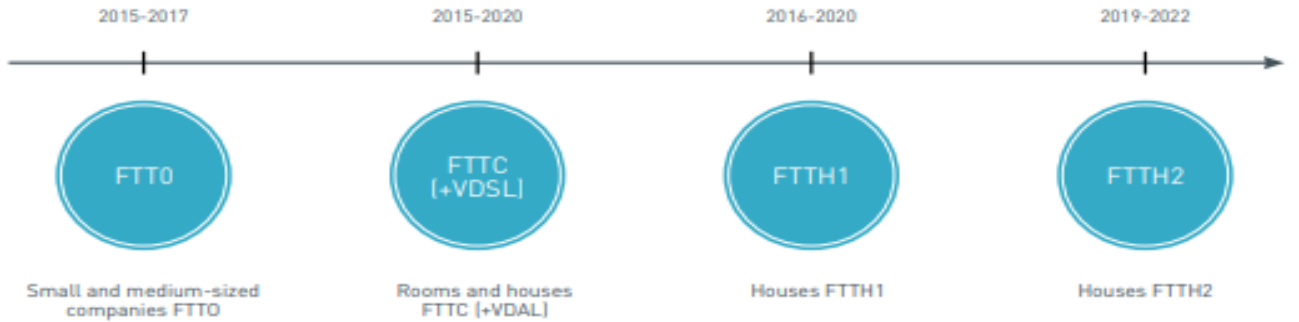 2015-2017
2015-2020
2016-2020
2019-2022
FTTO
FTTC
(+VDSL)
FTTH1
FTTH2
Small and medium-sized
companies FTTO
Rooms and houses
FTTC (+VDAL)
Houses FTTH1
Houses FTTH2